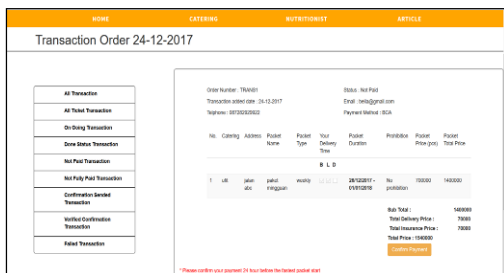 HOME CATERING NUTRITIONIST ARTICLE
Transaction Order 24-12-2017
All Transaction
All Ticket Transaction
On Going Transaction
Done Status Transaction
Not Paid Transaction
Not Fully Paid Transaction
Confirmation Sended
Transaction
Verified Confirmation
Transaction
Failed Transaction
Order Number : TRAN01 Status : Not Paid
Transaction added date : 24-12-2017 Email : bella@gmail.com
Payment Method : BCA
No. Catering Address Packet Packet Your Packet Prohibition Packet Packet
Name Type Delivery Duration Price (pcs) Total Price
Time
B L D
1 jalan paket weekly 26/12/2017 - No 700000 1400000
abc mingguan 01/01/2018 prohibition
Sub Total : 1400000
Total Delivery Price : 70000
Total Insurance Price : 70000
Total Price : 1540000
Confirm Payment
* Please confirm your payment 24 hour before the fastest packet start